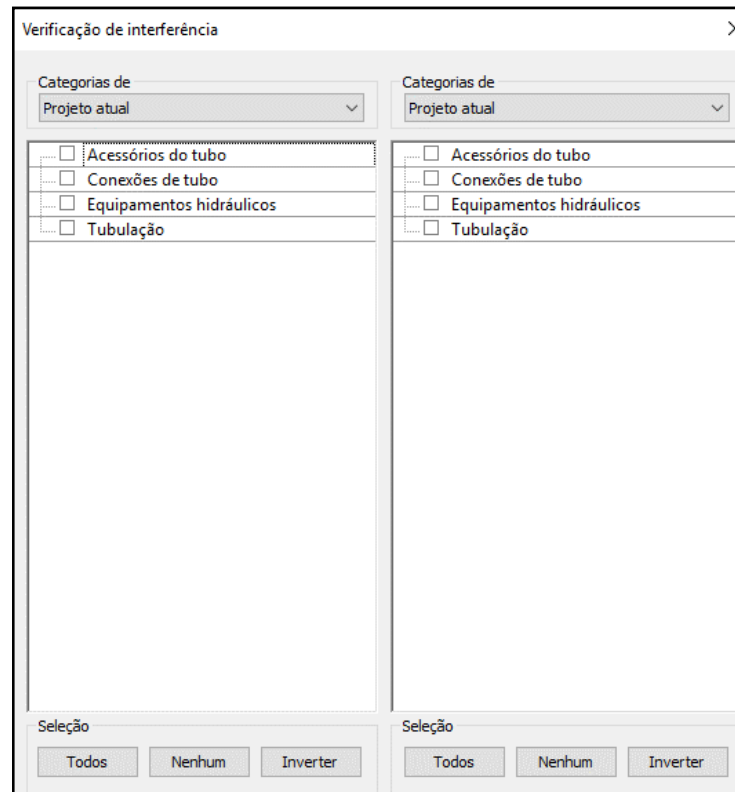 Verificação de interferência
Categorias de
Projeto atual
Acessórios do tubo
Conexões de tubo
Equipamentos hidráulicos
Tubulação
Seleção
Todos Nenhum Inverter
Categorias de
Projeto atual
Acessórios do tubo
Conexões de tubo
Equipamentos hidráulicos
Tubulação
Seleção
Todos Nenhum Inverter